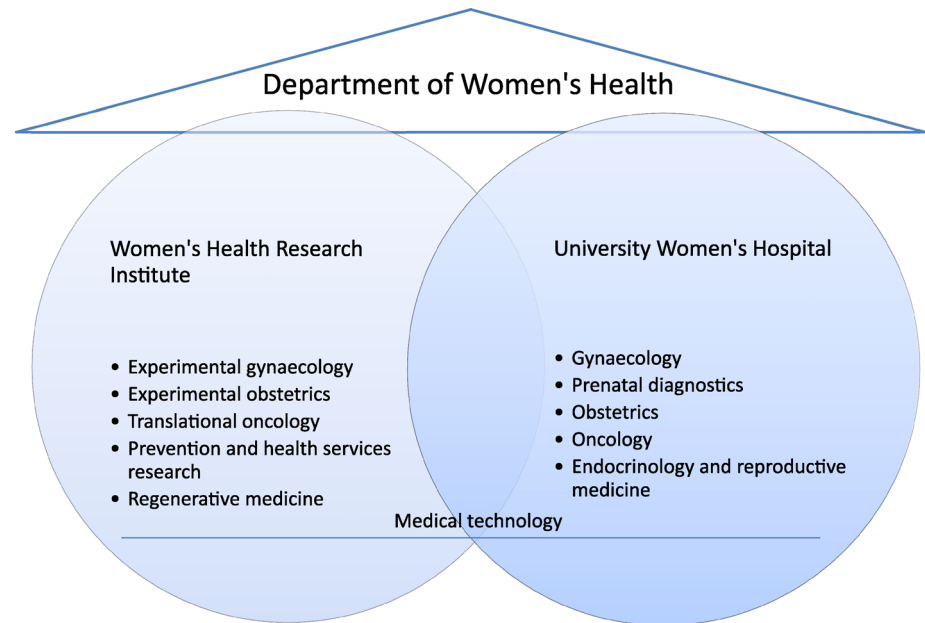 Department of Women's Health
Women's Health Research
Institute
• Experimental gynaecology
• Experimental obstetrics
• Translational oncology
• Prevention and health services
research
• Regenerative medicine
University Women's Hospital
• Gynaecology
• Prenatal diagnostics
• Obstetrics
• Oncology
• Endocrinology and reproductive
medicine
Medical technology